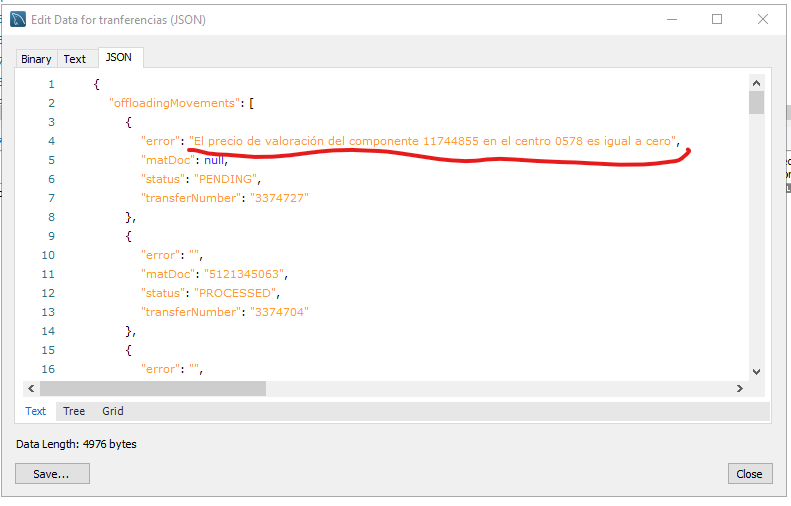 Edit Data for tranferencias (JSON)
Binary Text JSON
1 {
2 "offloadingMovements": [
3 {
4 "error": "El precio de valoración del componente 11744855 en el centro 0578 es igual a cero",
5 "matDoc": null,
6 "status": "PENDING",
7 "transferNumber": "3374727"
8 },
9 {
10 "error": "",
11 "matDoc": "5121345063",
12 "status": "PROCESSED",
13 "transferNumber": "3374704"
14 },
15 {
16 "error": "",
Text Tree Grid
Data Length: 4976 bytes
Save... Close